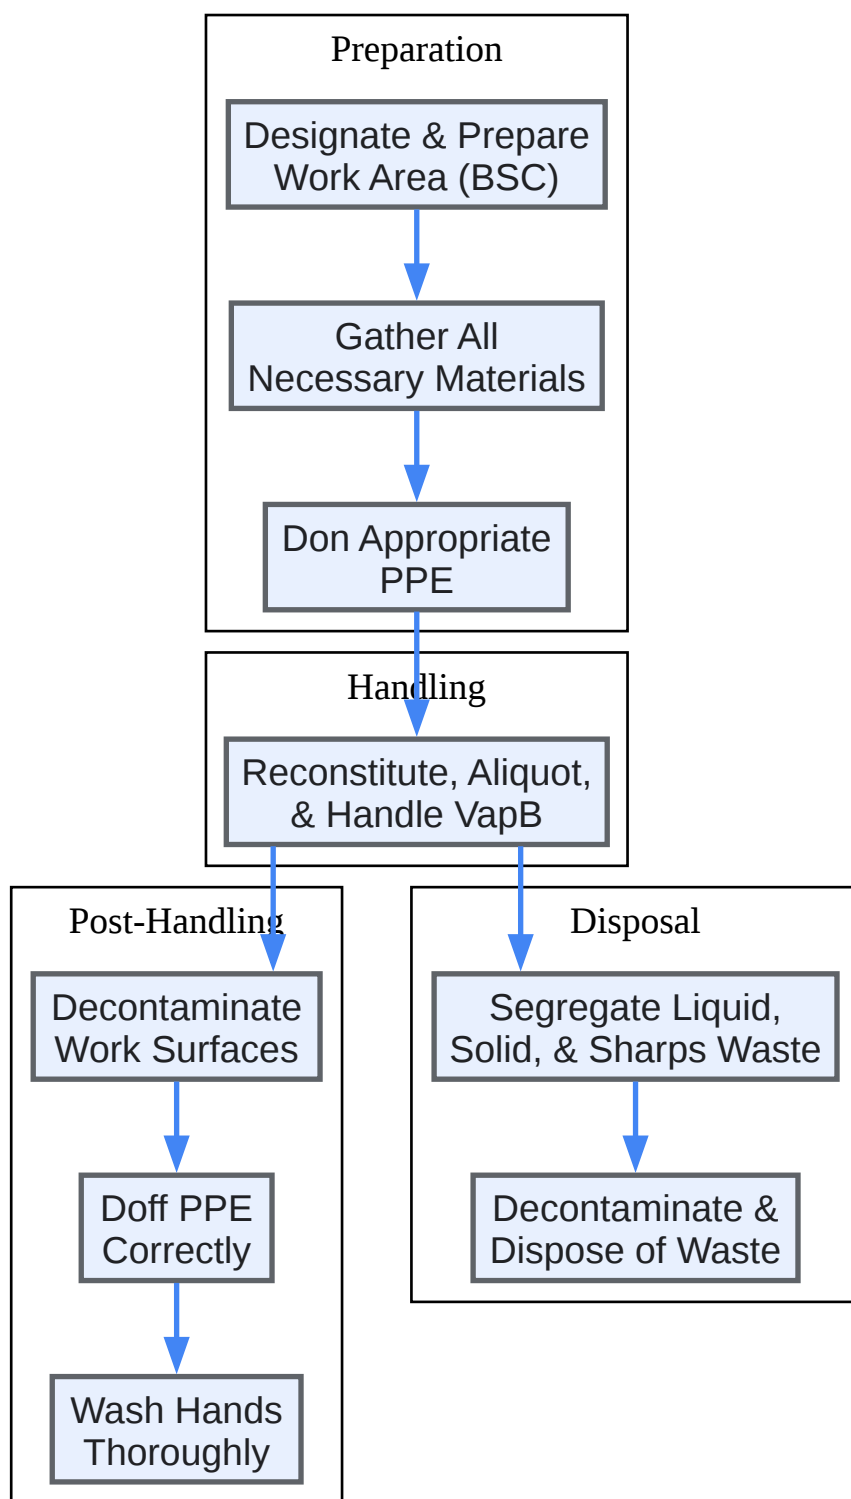 Preparation
Designate & Prepare
Work Area (BSC)
Gather All
Necessary Materials
Don Appropriate
PPE
Handling
Reconstitute, Aliquot,
& Handle VapB
Post-Handling
Decontaminate
Work Surfaces
Doff PPE
Correctly
Wash Hands
Thoroughly
Disposal
Segregate Liquid,
Solid, & Sharps Waste
Decontaminate &
Dispose of Waste